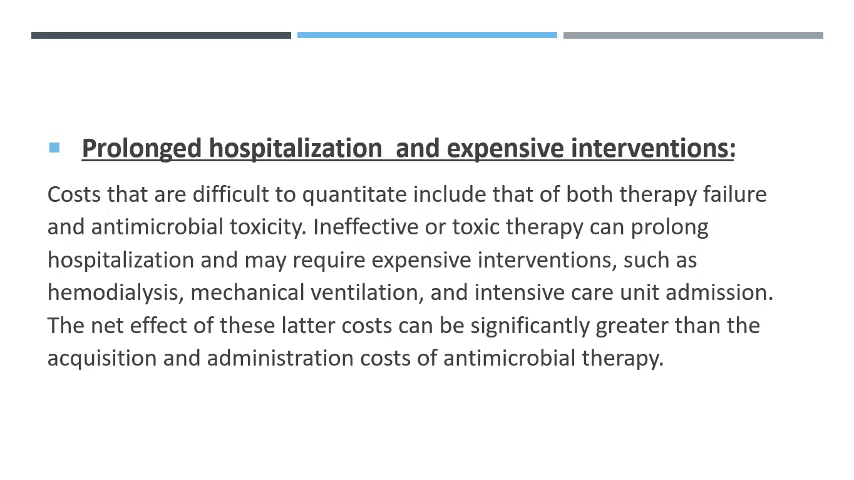 Prolonged hospitalization and expensive interventions:
Costs that are difficult to quantitate include that of both therapy failure
and antimicrobial toxicity. Ineffective or toxic therapy can prolong
hospitalization and may require expensive interventions, such as
hemodialysis, mechanical ventilation, and intensive care unit admission.
The net effect of these latter costs can be significantly greater than the
acquisition and administration costs of antimicrobial therapy.